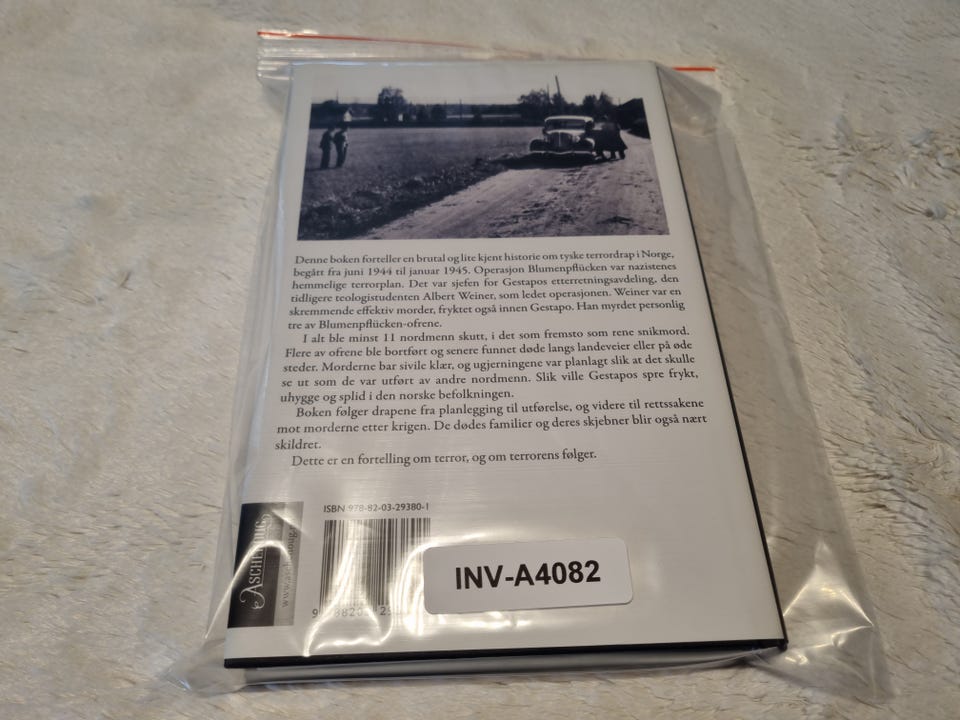 Denne boken forteller en brutal og lite kjent historie om tyske terrordrap i Norge,
begått fra juni 1944 til januar 1945. Operasjon Blumenpflücken var nazistenes
hemmelige terrorplan. Det var sjefen for Gestapos etterretningsavdeling, den
tidligere teologistudenten Albert Weiner, som ledet operasjonen. Weiner var en
skremmende effektiv morder, fryktet også innen Gestapo. Han myrdet personlig
tre av Blumenpflücken-ofrene.
I alt ble minst 11 nordmenn skutt, i det som fremsto som rene snikmord.
Flere av ofrene ble bortført og senere funnet døde langs landeveier eller på øde
steder. Morderne bar sivile klær, og ugjerningene var planlagt slik at det skulle
se ut som de var utført av andre nordmenn. Slik ville Gestapos spre frykt,
uhygge og splid i den norske befolkningen.
Boken følger drapene fra planlegging til utførelse, og videre til rettssakene
mot morderne etter krigen. De dødes familier og deres skjebner blir også nært
skildret.
Dette er en fortelling om terror, og om terrorens følger.
ISBN 978-82-03-29380-1
ASCHEHOUG
INV-A4082